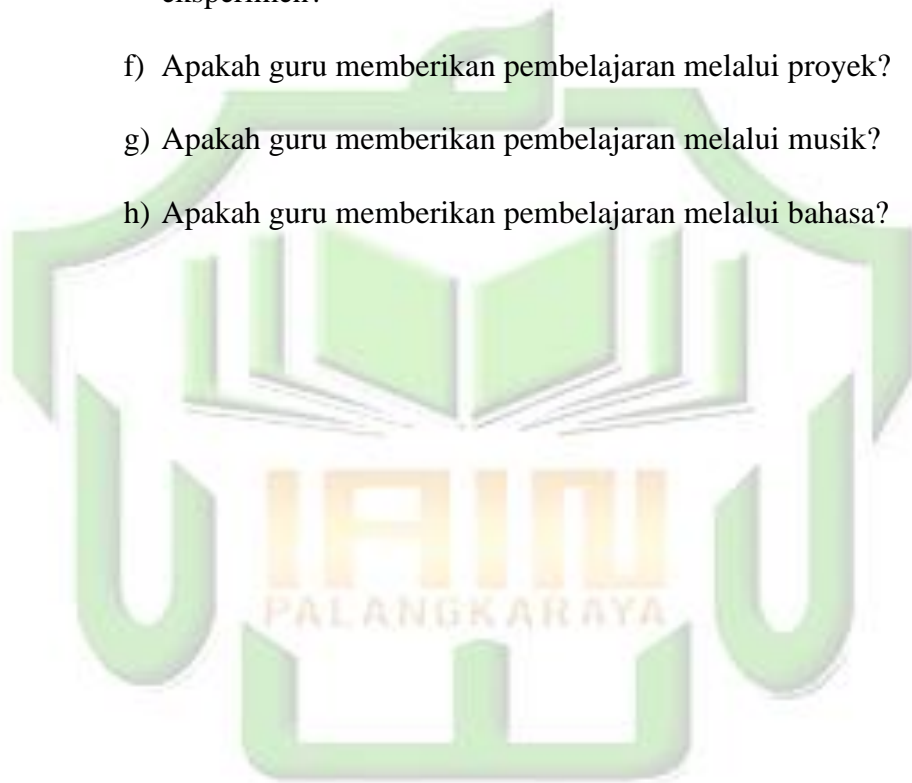 eksperimen?
f) Apakah guru memberikan pembelajaran melalui proyek?
g) Apakah guru memberikan pembelajaran melalui musik?
h) Apakah guru memberikan pembelajaran melalui bahasa?
IAIN
PALANGKARAYA